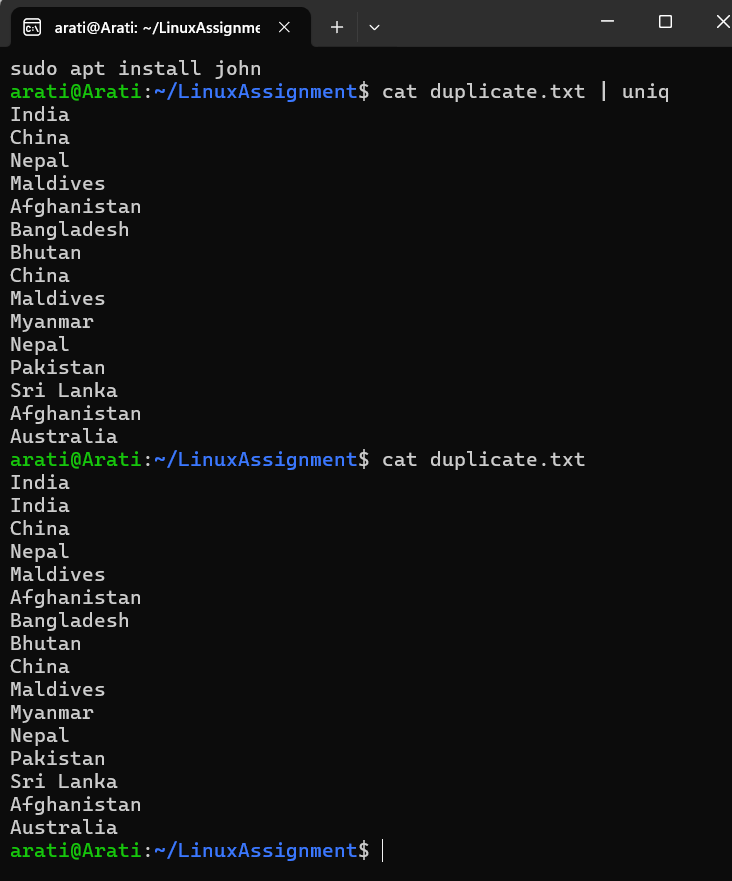 arati@Arati: ~/LinuxAssignme
sudo apt install john
arati@Arati:~/LinuxAssignment$ cat duplicate.txt | uniq
India
China
Nepal
Maldives
Afghanistan
Bangladesh
Bhutan
China
Maldives
Myanmar
Nepal
Pakistan
Sri Lanka
Afghanistan
Australia
arati@Arati:~/LinuxAssignment$ cat duplicate.txt
India
India
China
Nepal
Maldives
Afghanistan
Bangladesh
Bhutan
China
Maldives
Myanmar
Nepal
Pakistan
Sri Lanka
Afghanistan
Australia
arati@Arati:~/LinuxAssignment$